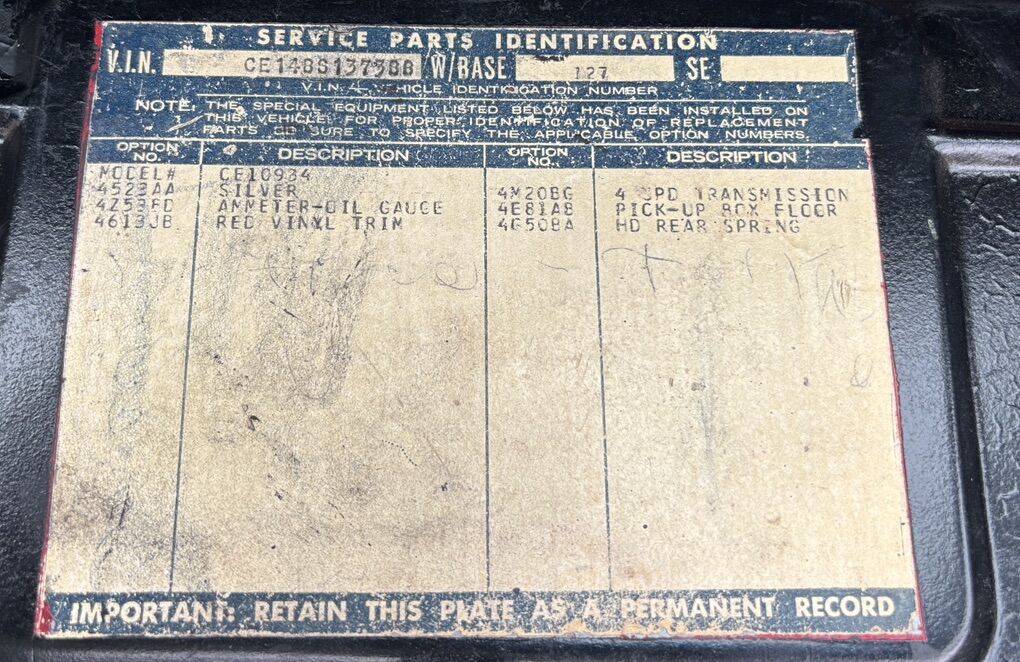 SERVICE PARTS IDENTIFICATION
V.I.N. CE148S137388 W/BASE 127 SE
V.I.N. — VEHICLE IDENTIFICATION NUMBER
NOTE: THE SPECIAL EQUIPMENT LISTED BELOW HAS BEEN INSTALLED ON
THIS VEHICLE. FOR PROPER IDENTIFICATION OF REPLACEMENT
PARTS BE SURE TO SPECIFY THE APPLICABLE OPTION NUMBERS.
OPTION NO. DESCRIPTION OPTION NO. DESCRIPTION
MODEL# CE10934
4523AA SILVER 4M20BG 4 SPD TRANSMISSION
4Z53BD AMMETER-OIL GAUGE 4E81AB PICK-UP BOX FLOOR
4613JB RED VINYL TRIM 4G50BA HD REAR SPRING
IMPORTANT: RETAIN THIS PLATE AS A PERMANENT RECORD